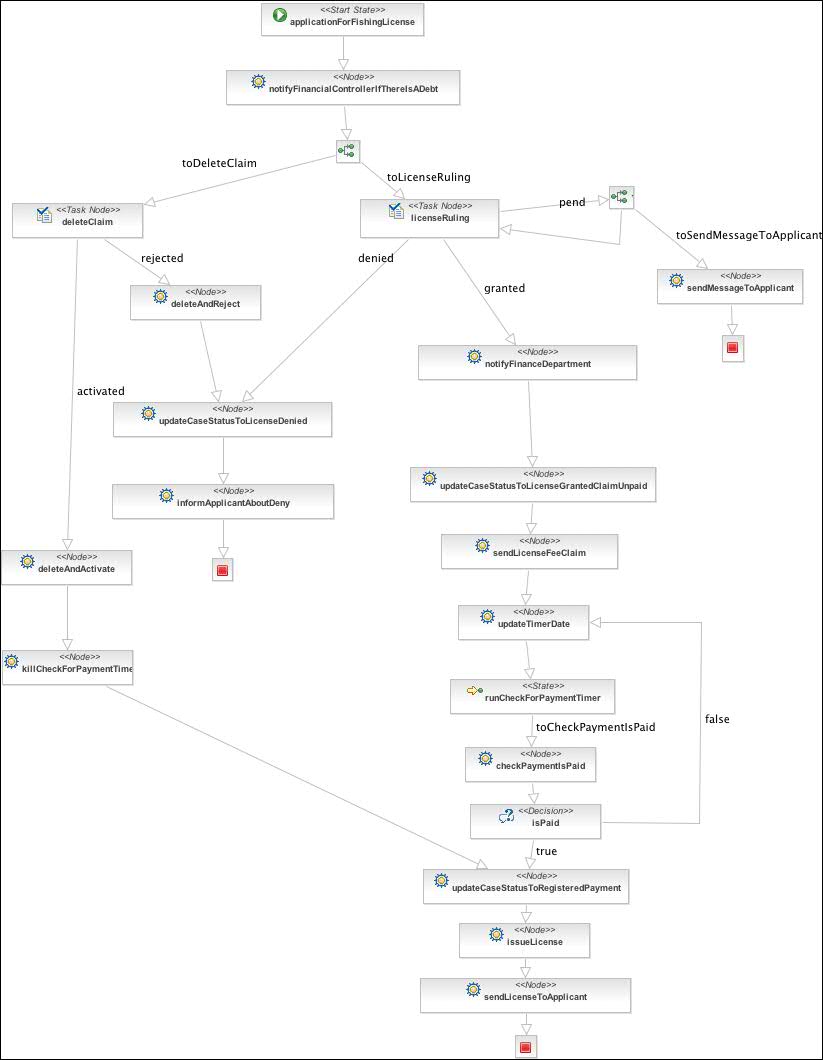 <<Start State>>
applicationForFishingLicense
<<Node>>
notifyFinancialControllerIfThereIsADebt
toDeleteClaim
toLicenseRuling
<<Task Node>>
deleteClaim
<<Task Node>>
licenseRuling
pend
toSendMessageToApplicant
rejected
denied
granted
<<Node>>
sendMessageToApplicant
<<Node>>
deleteAndReject
<<Node>>
notifyFinanceDepartment
activated
<<Node>>
updateCaseStatusToLicenseDenied
<<Node>>
updateCaseStatusToLicenseGrantedClaimUnpaid
<<Node>>
informApplicantAboutDeny
<<Node>>
sendLicenseFeeClaim
<<Node>>
deleteAndActivate
<<Node>>
updateTimerDate
<<Node>>
killCheckForPaymentTime
<<State>>
runCheckForPaymentTimer
false
toCheckPaymentIsPaid
<<Node>>
checkPaymentIsPaid
<<Decision>>
isPaid
true
<<Node>>
updateCaseStatusToRegisteredPayment
<<Node>>
issueLicense
<<Node>>
sendLicenseToApplicant